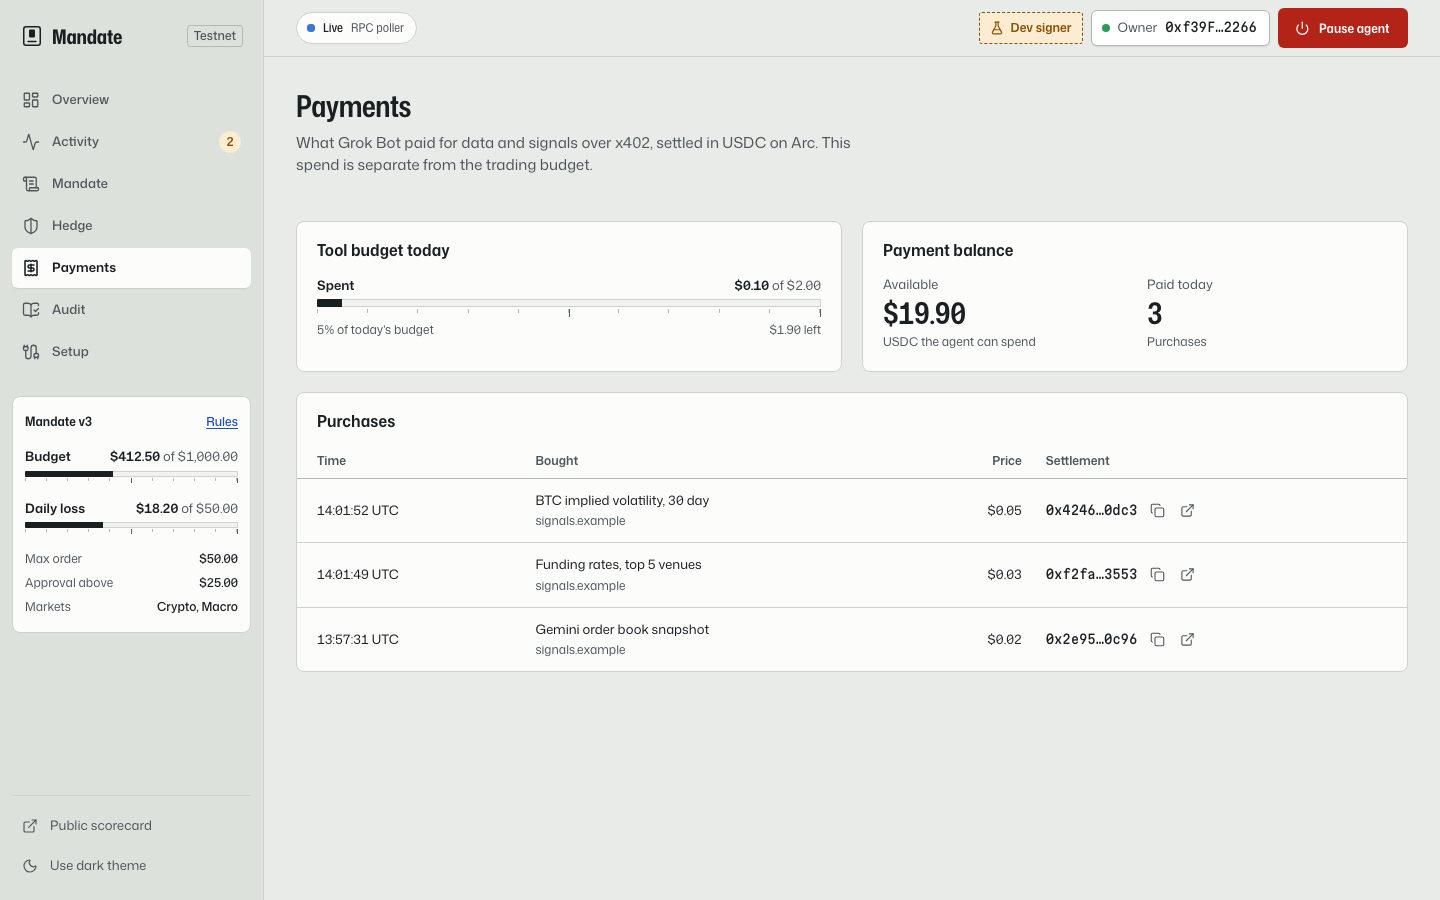 Mandate
Testnet
Overview
Activity
2
Mandate
Hedge
Payments
Audit
Setup
Mandate v3
Rules
Budget
$412.50 of $1,000.00
Daily loss
$18.20 of $50.00
Max order
$50.00
Approval above
$25.00
Markets
Crypto, Macro
Public scorecard
Use dark theme
Live RPC poller
Dev signer
Owner 0xf39F…2266
Pause agent
Payments
What Grok Bot paid for data and signals over x402, settled in USDC on Arc. This
spend is separate from the trading budget.
Tool budget today
Spent
$0.10 of $2.00
5% of today's budget
$1.90 left
Payment balance
Available
$19.90
USDC the agent can spend
Paid today
3
Purchases
Purchases
Time Bought Price Settlement
14:01:52 UTC
BTC implied volatility, 30 day
signals.example
$0.05
0x4246…0dc3
14:01:49 UTC
Funding rates, top 5 venues
signals.example
$0.03
0xf2fa…3553
13:57:31 UTC
Gemini order book snapshot
signals.example
$0.02
0x2e95…0c96